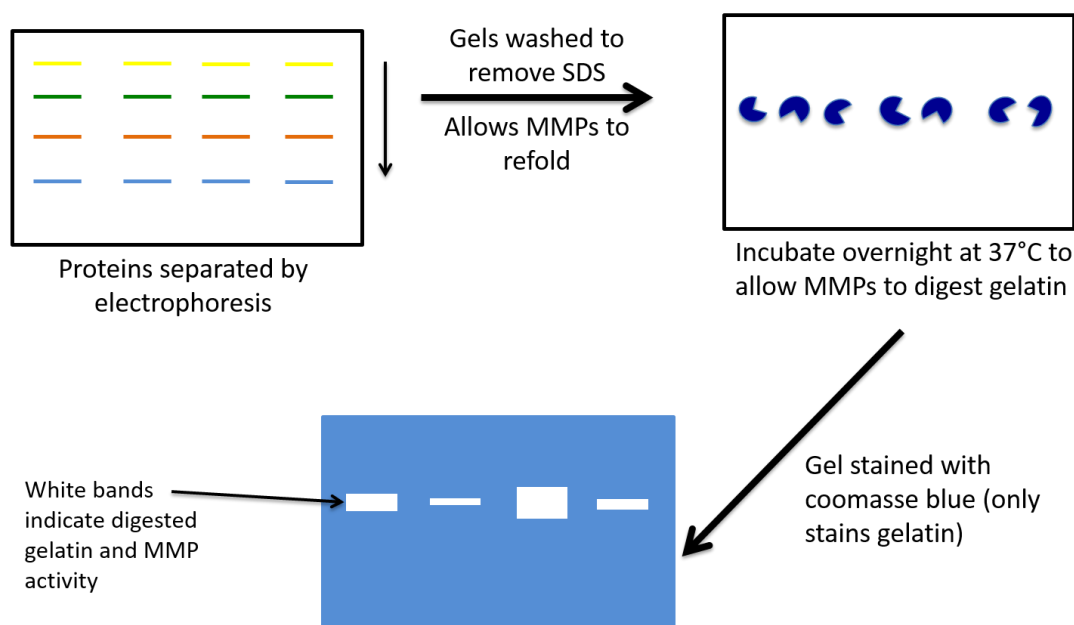 Gels washed to
remove SDS
Allows MMPs to
refold
Proteins separated by
electrophoresis
Incubate overnight at 37°C to
allow MMPs to digest gelatin
White bands
indicate digested
gelatin and MMP
activity
Gel stained with
coomasse blue (only
stains gelatin)